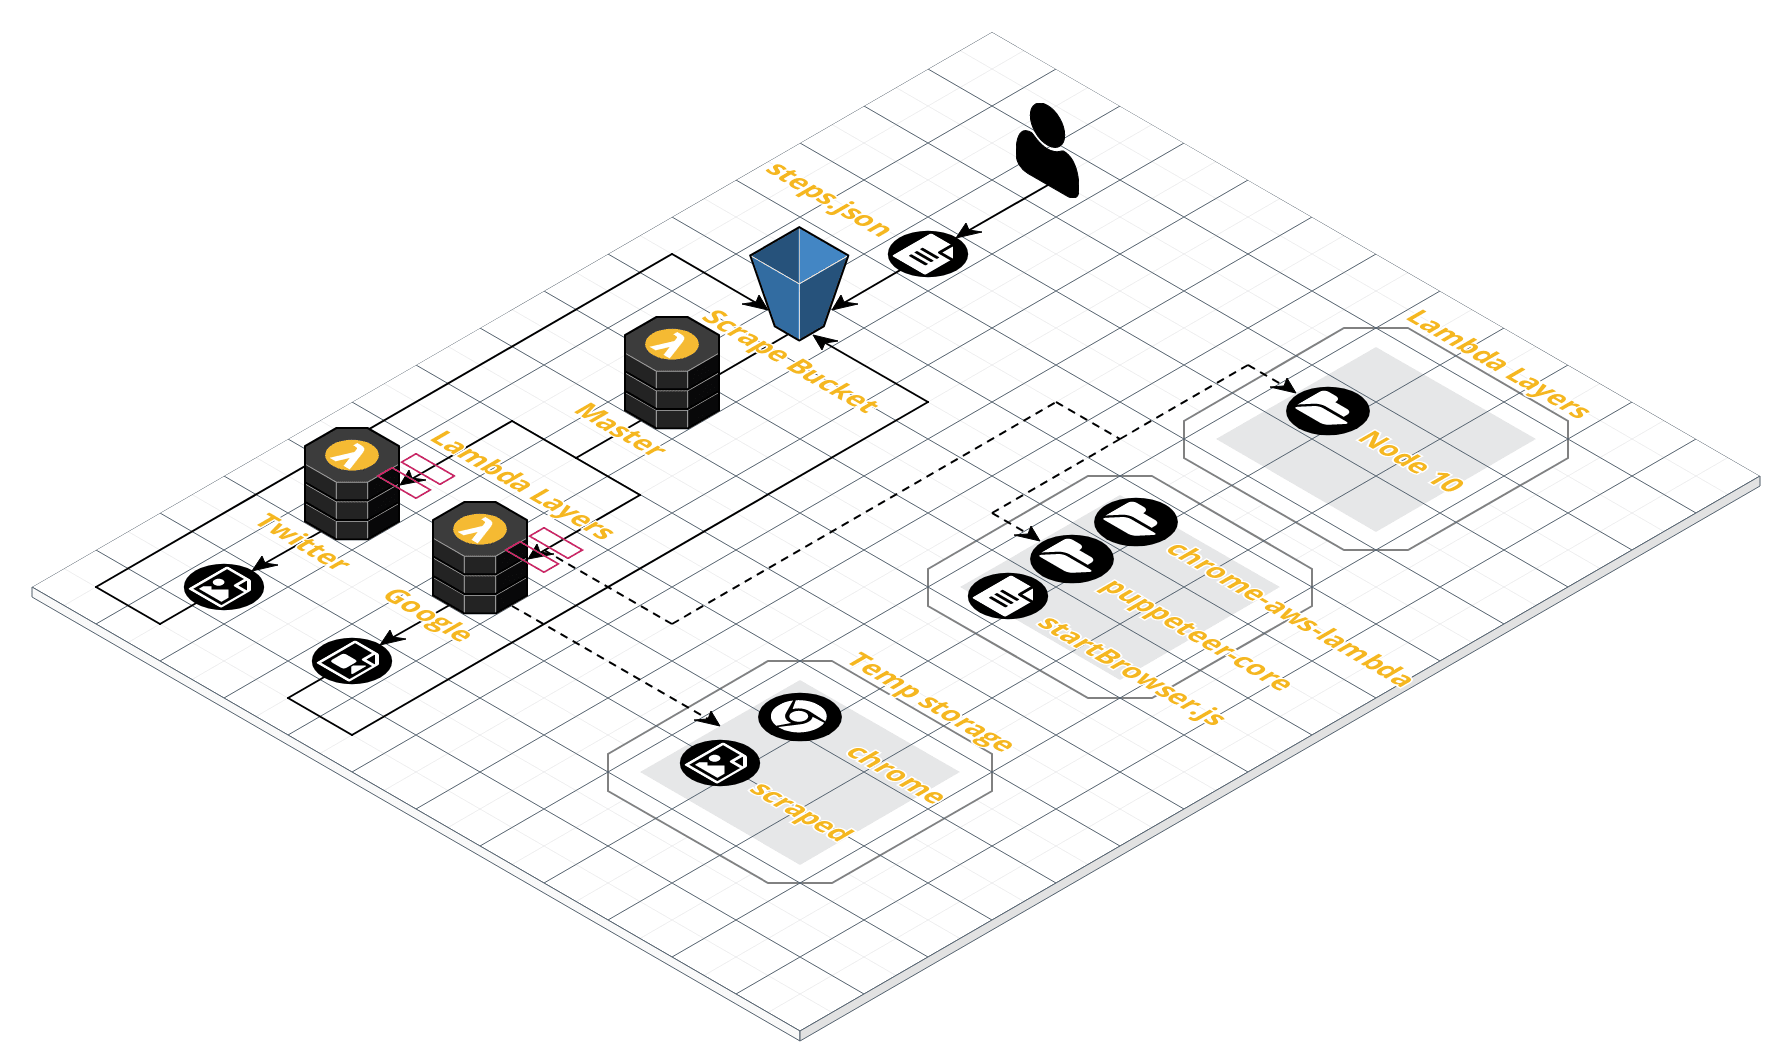 steps.json
Scrape Bucket
Master
Lambda Layers
Lambda Layers
Node 10
Twitter
Google
chrome-aws-lambda
puppeteer-core
startBrowser.js
Temp storage
chrome
scraped